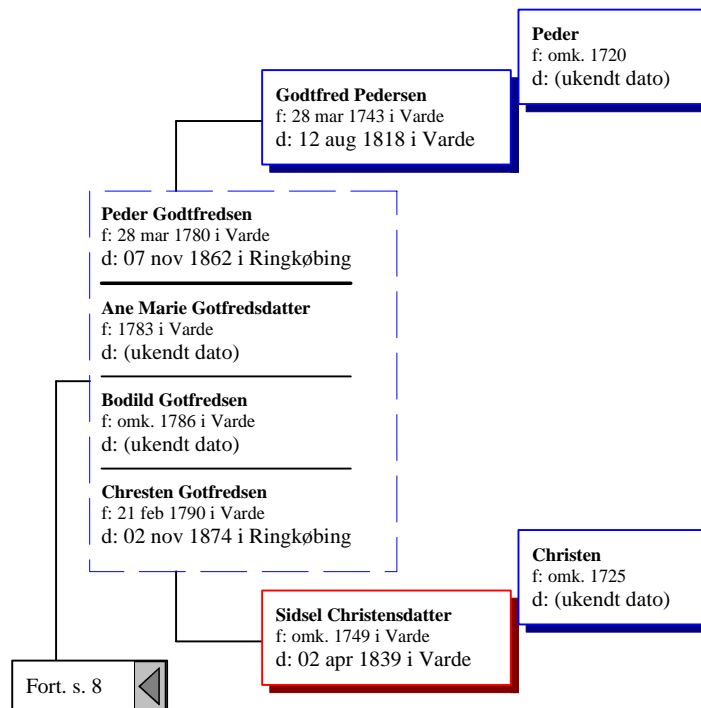 Peder
f: omk. 1720
d: (ukendt dato)
Godtfred Pedersen
f: 28 mar 1743 i Varde
d: 12 aug 1818 i Varde
Peder Godtfredsen
f: 28 mar 1780 i Varde
d: 07 nov 1862 i Ringkøbing
Ane Marie Gotfredsdatter
f: 1783 i Varde
d: (ukendt dato)
Bodild Gotfredsen
f: omk. 1786 i Varde
d: (ukendt dato)
Chresten Gotfredsen
f: 21 feb 1790 i Varde
d: 02 nov 1874 i Ringkøbing
Christen
f: omk. 1725
d: (ukendt dato)
Sidsel Christensdatter
f: omk. 1749 i Varde
d: 02 apr 1839 i Varde
Fort. s. 8